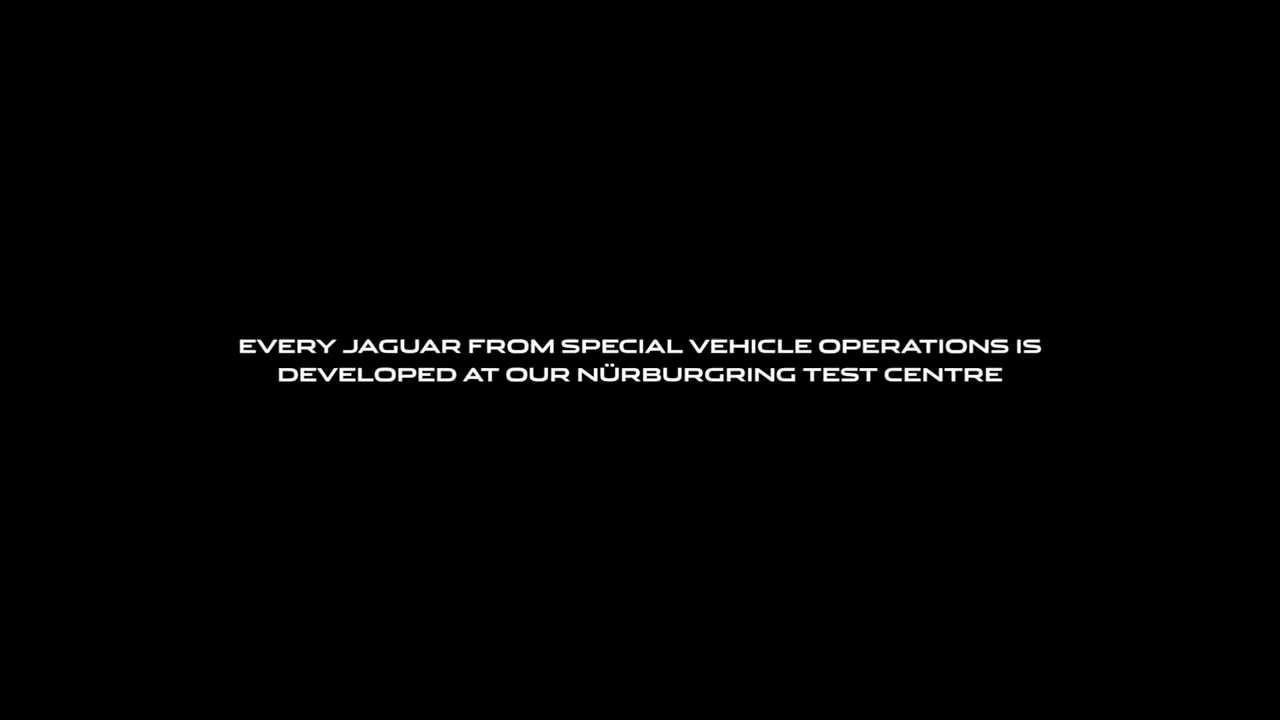 EVERY JAGUAR FROM SPECIAL VEHICLE OPERATIONS IS
DEVELOPED AT OUR NÜRBURGRING TEST CENTRE